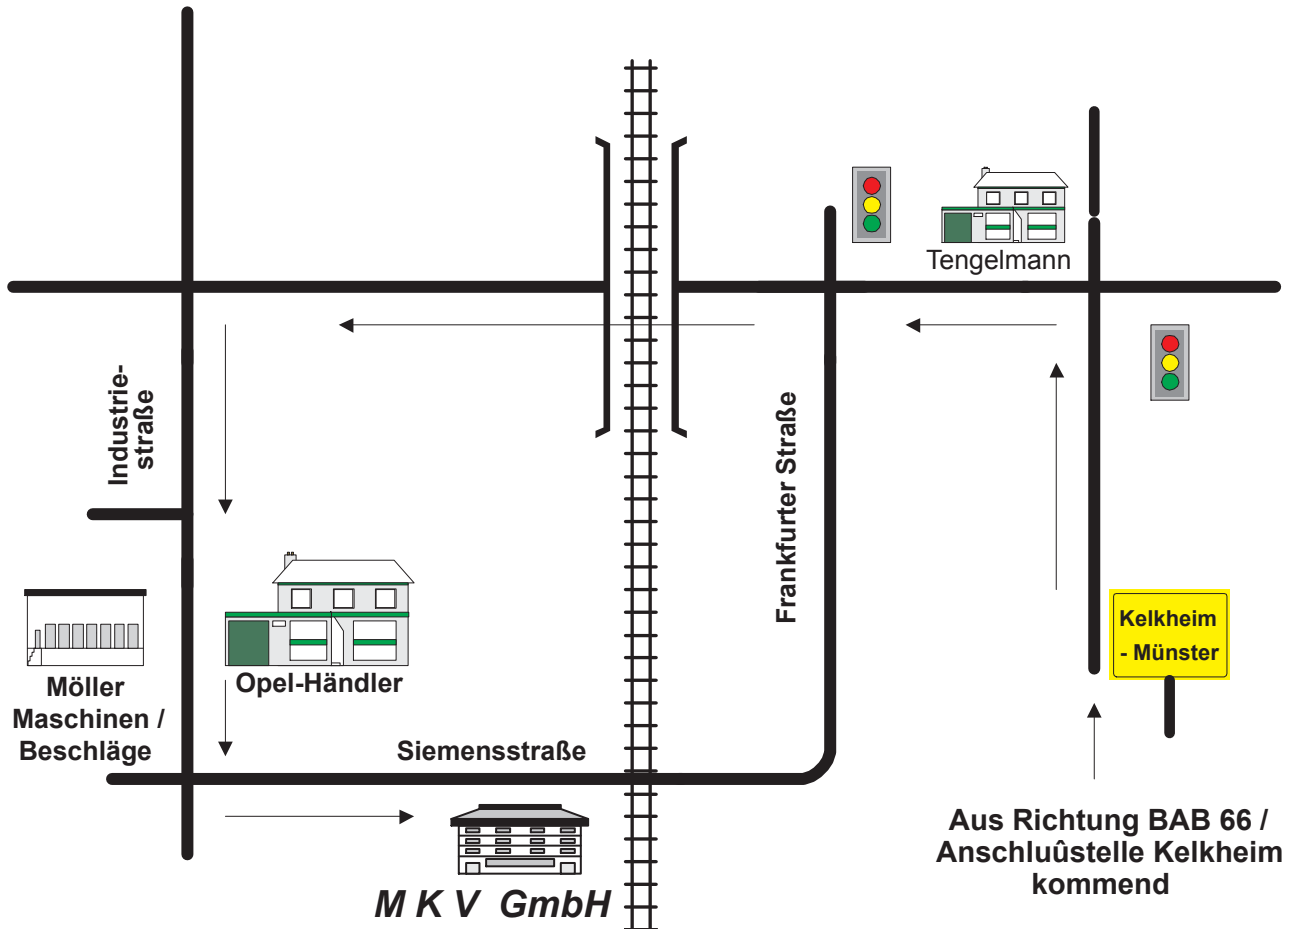 Tengelmann
Industrie-
straße
Frankfurter Straße
Kelkheim
- Münster
Opel-Händler
Möller
Maschinen /
Beschläge
Siemensstraße
Aus Richtung BAB 66 /
Anschluûstelle Kelkheim
kommend
M K V GmbH